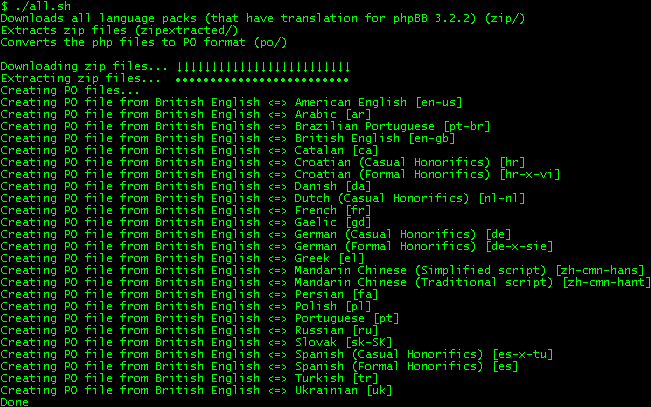 $ ./all.sh
Downloads all language packs (that have translation for phpBB 3.2.2) (zip/)
Extracts zip files (zipextracted/)
Converts the php files to PO format (po/)
Downloading zip files... ↓↓↓↓↓↓↓↓↓↓↓↓↓↓↓↓↓↓↓↓↓↓↓↓↓
Extracting zip files... •••••••••••••••••••••••••
Creating PO files...
Creating PO file from British English <=> American English [en-us]
Creating PO file from British English <=> Arabic [ar]
Creating PO file from British English <=> Brazilian Portuguese [pt-br]
Creating PO file from British English <=> British English [en-gb]
Creating PO file from British English <=> Catalan [ca]
Creating PO file from British English <=> Croatian (Casual Honorifics) [hr]
Creating PO file from British English <=> Croatian (Formal Honorifics) [hr-x-vi]
Creating PO file from British English <=> Danish [da]
Creating PO file from British English <=> Dutch (Casual Honorifics) [nl-nl]
Creating PO file from British English <=> French [fr]
Creating PO file from British English <=> Gaelic [gd]
Creating PO file from British English <=> German (Casual Honorifics) [de]
Creating PO file from British English <=> German (Formal Honorifics) [de-x-sie]
Creating PO file from British English <=> Greek [el]
Creating PO file from British English <=> Mandarin Chinese (Simplified script) [zh-cmn-hans]
Creating PO file from British English <=> Mandarin Chinese (Traditional script) [zh-cmn-hant]
Creating PO file from British English <=> Persian [fa]
Creating PO file from British English <=> Polish [pl]
Creating PO file from British English <=> Portuguese [pt]
Creating PO file from British English <=> Russian [ru]
Creating PO file from British English <=> Slovak [sk-SK]
Creating PO file from British English <=> Spanish (Casual Honorifics) [es-x-tu]
Creating PO file from British English <=> Spanish (Formal Honorifics) [es]
Creating PO file from British English <=> Turkish [tr]
Creating PO file from British English <=> Ukrainian [uk]
Done